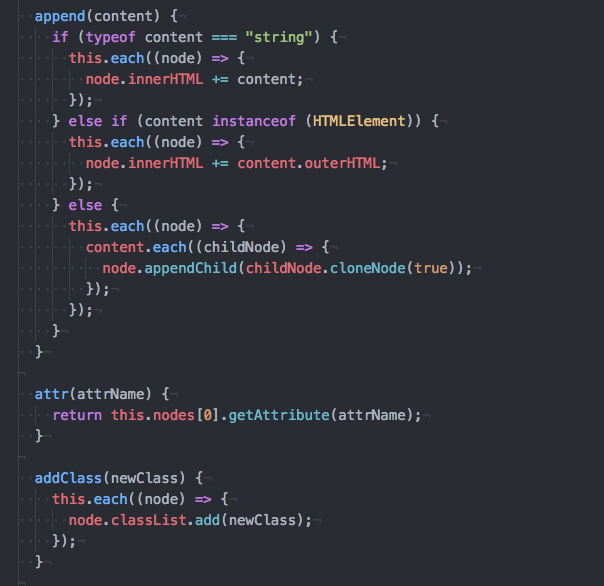 append(content) {
if (typeof content === "string") {
this.each((node) => {
node.innerHTML += content;
});
} else if (content instanceof (HTMLElement)) {
this.each((node) => {
node.innerHTML += content.outerHTML;
});
} else {
this.each((node) => {
content.each((childNode) => {
node.appendChild(childNode.cloneNode(true));
});
});
}
}
attr(attrName) {
return this.nodes[0].getAttribute(attrName);
}
addClass(newClass) {
this.each((node) => {
node.classList.add(newClass);
});
}